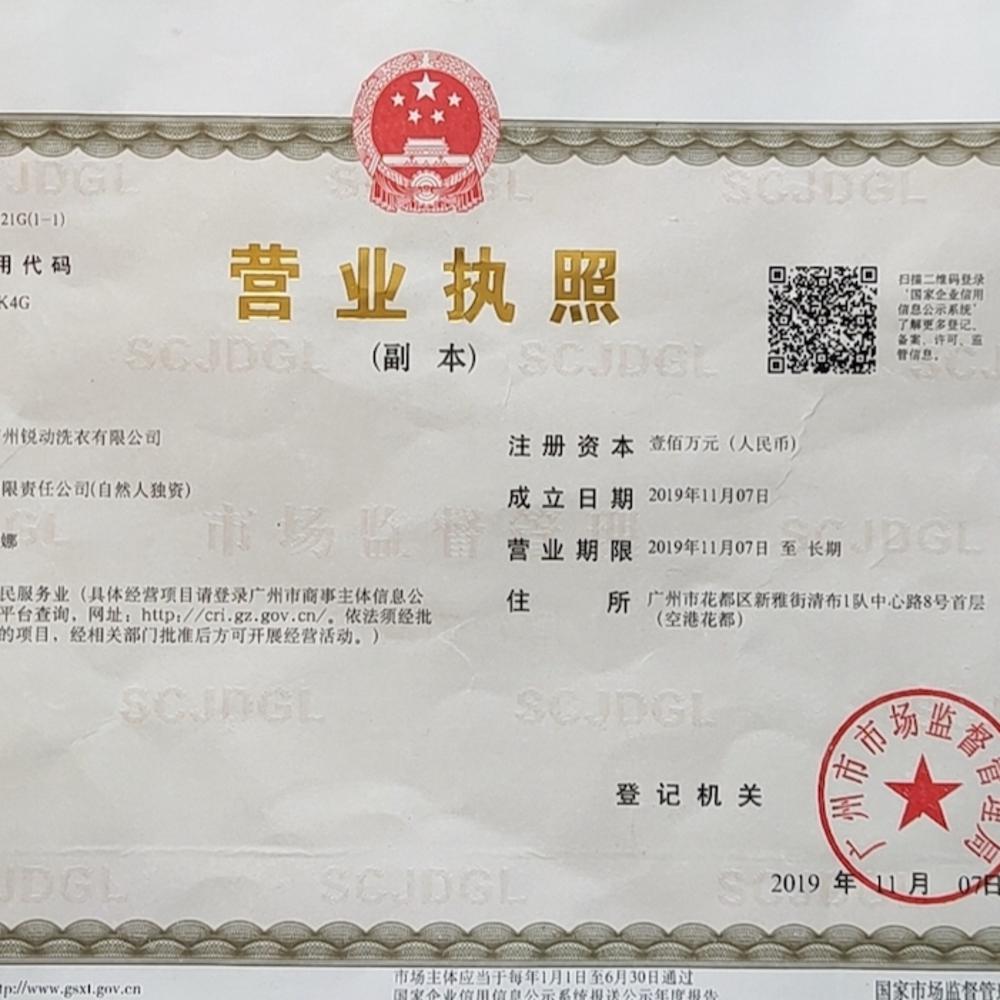 21G(1-1)
用代码
K4G
营业执照
(副本)
扫描二维码登录
‘国家企业信用
信息公示系统’
了解更多登记、
备案、许可、监
管信息。
州锐动洗衣有限公司
限责任公司(自然人独资)
娜
民服务业（具体经营项目请登录广州市商事主体信息公
平台查询，网址：http://cri.gz.gov.cn/。依法须经批
的项目，经相关部门批准后方可开展经营活动。）
注册资本 壹佰万元（人民币）
成立日期 2019年11月07日
营业期限 2019年11月07日 至 长期
住所 广州市花都区新雅街清布1队中心路8号首层
（空港花都）
SCJDGL
市场监督管理
登记机关
广州市市场监督管理局
2019 年 11 月 07日
tp://www.gsxt.gov.cn
市场主体应当于每年1月1日至6月30日通过
国家企业信用信息公示系统报送公示年度报告
国家市场监督管